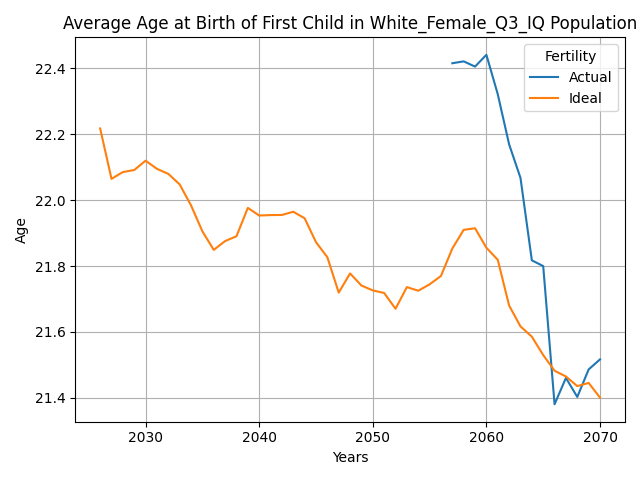 Average Age at Birth of First Child in White_Female_Q3_IQ Population
Fertility
Actual
Ideal
22.4
22.2
22.0
21.8
21.6
21.4
Age
2030
2040
2050
2060
2070
Years